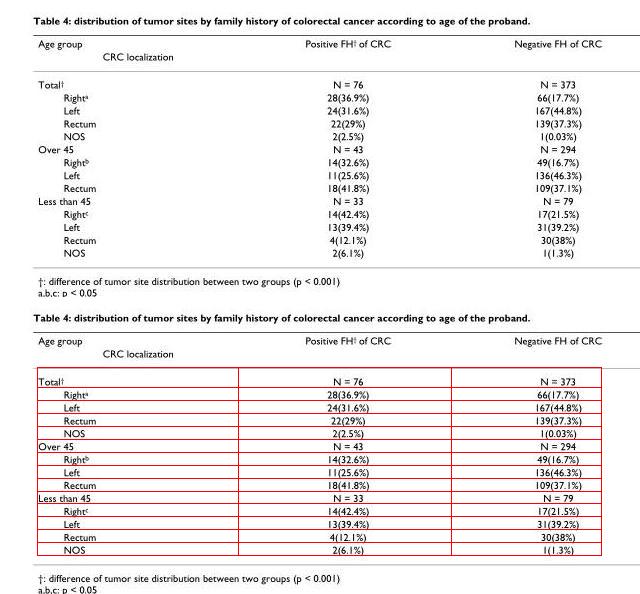 Table 4: distribution of tumor sites by family history of colorectal cancer according to age of the proband.
Age group Positive FH† of CRC Negative FH of CRC
CRC localization
Total† N = 76 N = 373
Rightᵃ 28(36.9%) 66(17.7%)
Left 24(31.6%) 167(44.8%)
Rectum 22(29%) 139(37.3%)
NOS 2(2.5%) 1(0.03%)
Over 45 N = 43 N = 294
Rightᵇ 14(32.6%) 49(16.7%)
Left 11(25.6%) 136(46.3%)
Rectum 18(41.8%) 109(37.1%)
Less than 45 N = 33 N = 79
Rightᶜ 14(42.4%) 17(21.5%)
Left 13(39.4%) 31(39.2%)
Rectum 4(12.1%) 30(38%)
NOS 2(6.1%) 1(1.3%)
†: difference of tumor site distribution between two groups (p < 0.001)
a.b.c: p < 0.05
Table 4: distribution of tumor sites by family history of colorectal cancer according to age of the proband.
Age group Positive FH† of CRC Negative FH of CRC
CRC localization
Total† N = 76 N = 373
Rightᵃ 28(36.9%) 66(17.7%)
Left 24(31.6%) 167(44.8%)
Rectum 22(29%) 139(37.3%)
NOS 2(2.5%) 1(0.03%)
Over 45 N = 43 N = 294
Rightᵇ 14(32.6%) 49(16.7%)
Left 11(25.6%) 136(46.3%)
Rectum 18(41.8%) 109(37.1%)
Less than 45 N = 33 N = 79
Rightᶜ 14(42.4%) 17(21.5%)
Left 13(39.4%) 31(39.2%)
Rectum 4(12.1%) 30(38%)
NOS 2(6.1%) 1(1.3%)
†: difference of tumor site distribution between two groups (p < 0.001)
a.b.c: p < 0.05